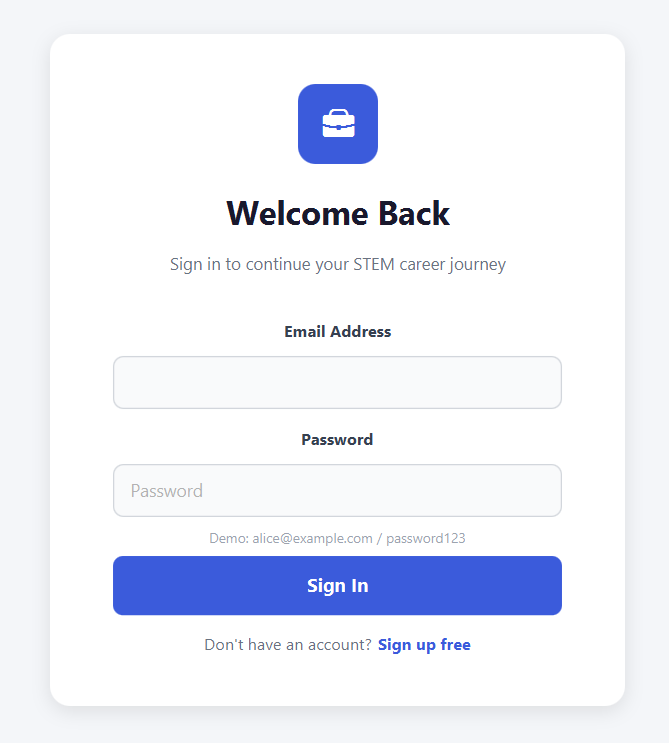 Welcome Back
Sign in to continue your STEM career journey
Email Address
Password
Password
Demo: alice@example.com / password123
Sign In
Don't have an account? Sign up free